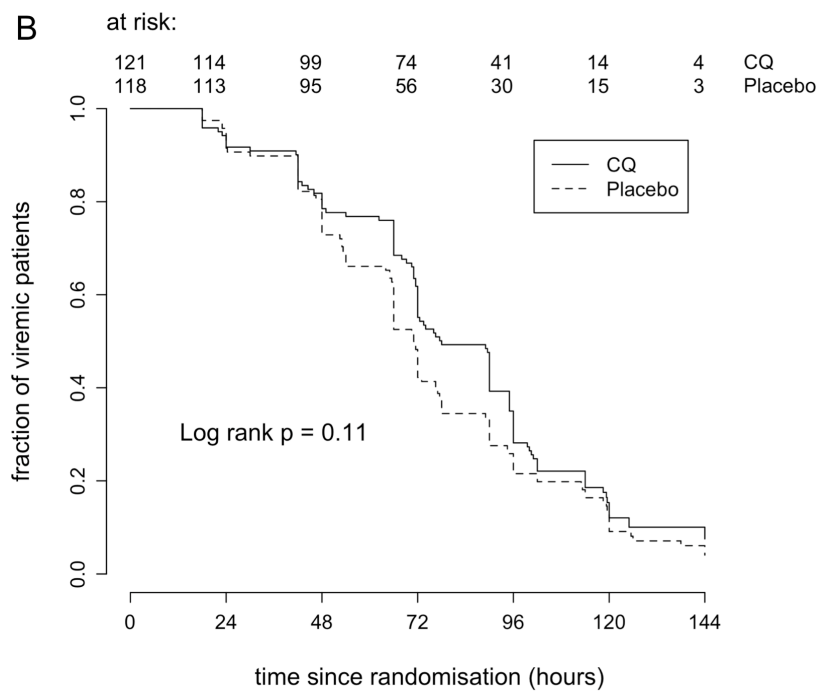 B
at risk:
121 114 99 74 41 14 4 CQ
118 113 95 56 30 15 3 Placebo
CQ
Placebo
Log rank p = 0.11
fraction of viremic patients
1.0
0.8
0.6
0.4
0.2
0.0
0 24 48 72 96 120 144
time since randomisation (hours)